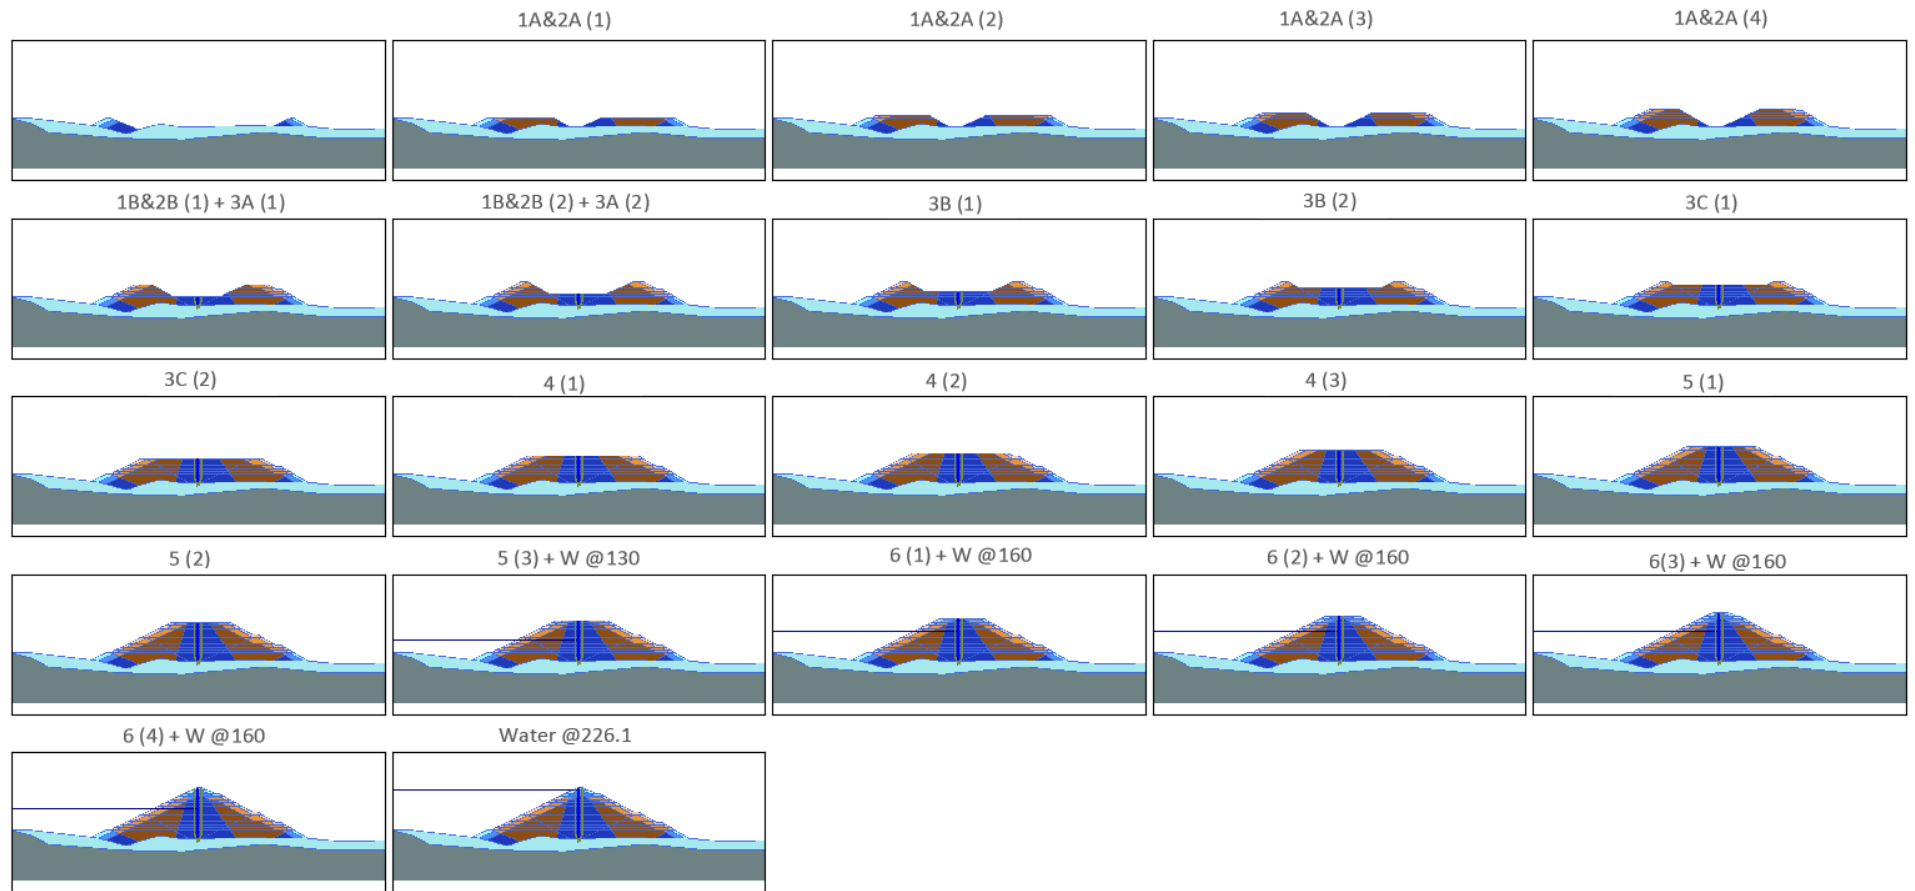 1A&2A (1)
1A&2A (2)
1A&2A (3)
1A&2A (4)
1B&2B (1) + 3A (1)
1B&2B (2) + 3A (2)
3B (1)
3B (2)
3C (1)
3C (2)
4 (1)
4 (2)
4 (3)
5 (1)
5 (2)
5 (3) + W @130
6 (1) + W @160
6 (2) + W @160
6(3) + W @160
6 (4) + W @160
Water @226.1